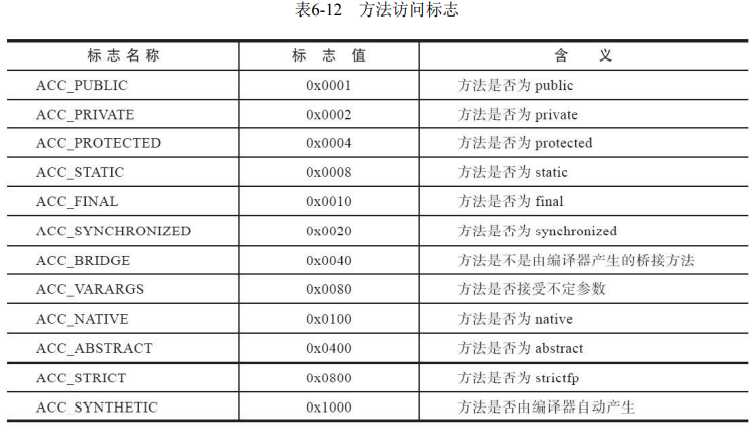 表6-12 方法访问标志
标志名称 标 志 值 含 义
ACC_PUBLIC 0x0001 方法是否为 public
ACC_PRIVATE 0x0002 方法是否为 private
ACC_PROTECTED 0x0004 方法是否为 protected
ACC_STATIC 0x0008 方法是否为 static
ACC_FINAL 0x0010 方法是否为 final
ACC_SYNCHRONIZED 0x0020 方法是否为 synchronized
ACC_BRIDGE 0x0040 方法是不是由编译器产生的桥接方法
ACC_VARARGS 0x0080 方法是否接受不定参数
ACC_NATIVE 0x0100 方法是否为 native
ACC_ABSTRACT 0x0400 方法是否为 abstract
ACC_STRICT 0x0800 方法是否为 strictfp
ACC_SYNTHETIC 0x1000 方法是否由编译器自动产生